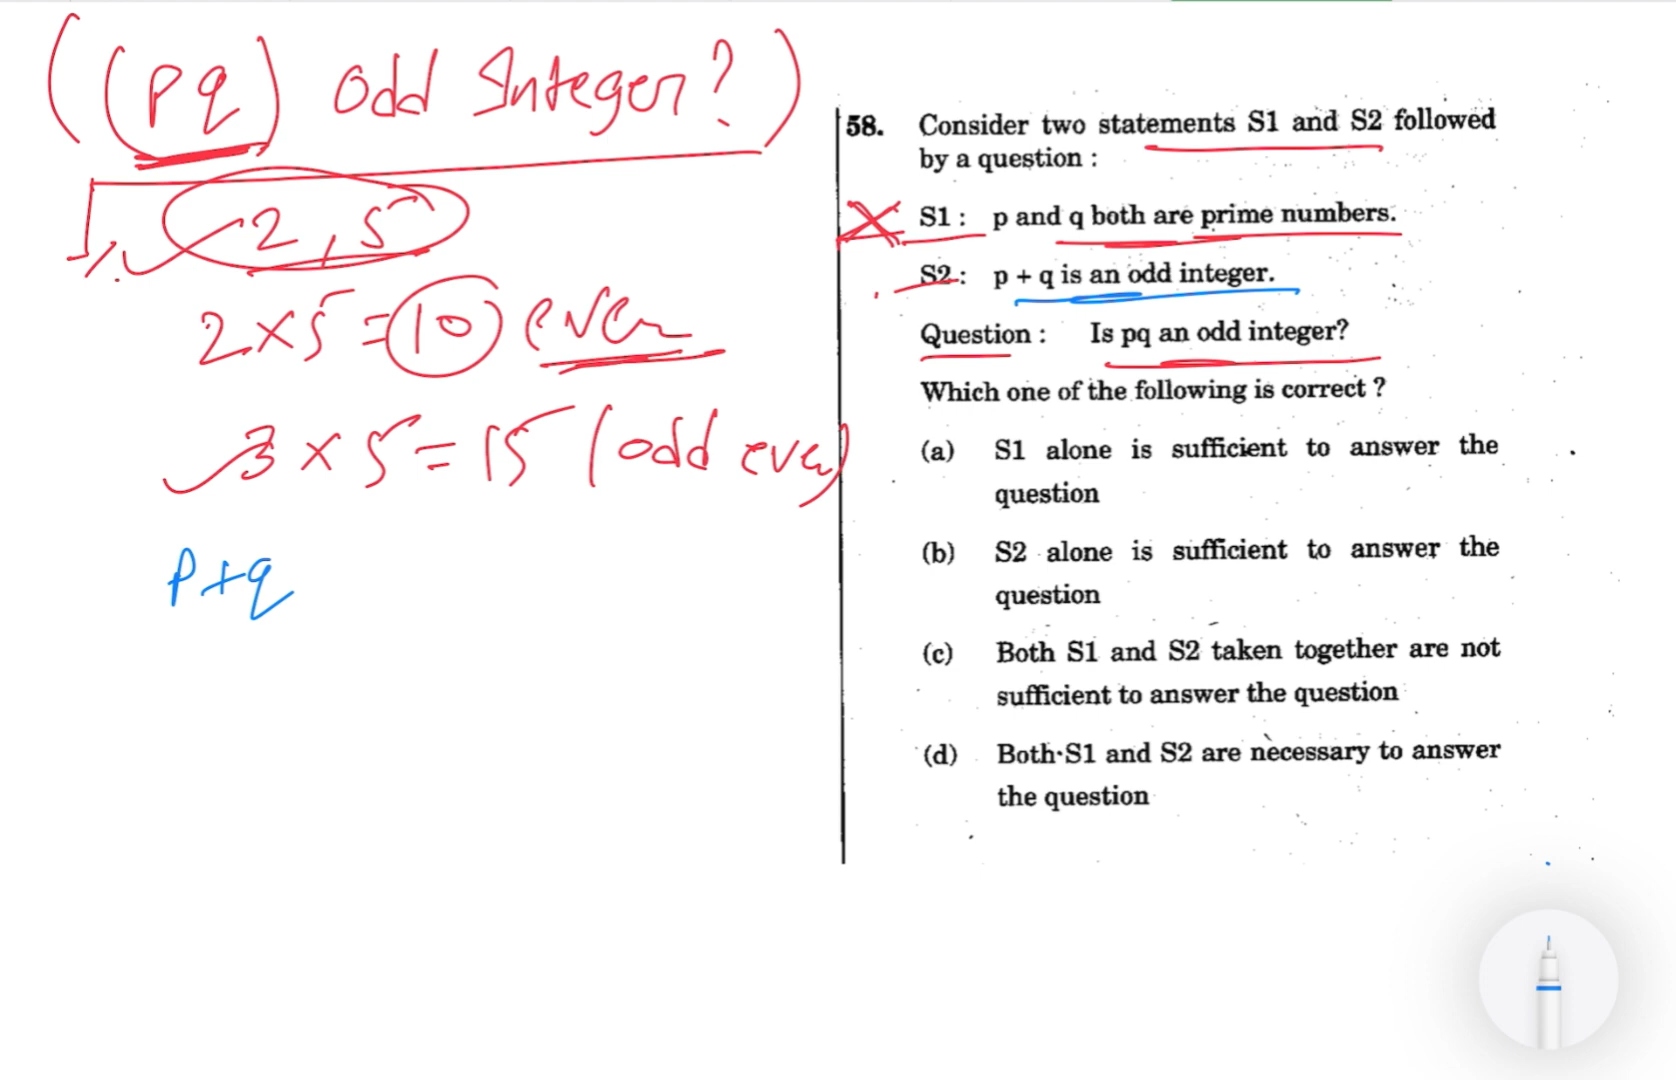 ((pq) Odd Integer?)
2, 5
2 x 5 = 10 even
3 x 5 = 15 (odd even)
p+q
58. Consider two statements S1 and S2 followed
by a question :
S1 : p and q both are prime numbers.
S2 : p + q is an odd integer.
Question : Is pq an odd integer?
Which one of the following is correct ?
(a) S1 alone is sufficient to answer the
question
(b) S2 alone is sufficient to answer the
question
(c) Both S1 and S2 taken together are not
sufficient to answer the question
(d) Both S1 and S2 are necessary to answer
the question